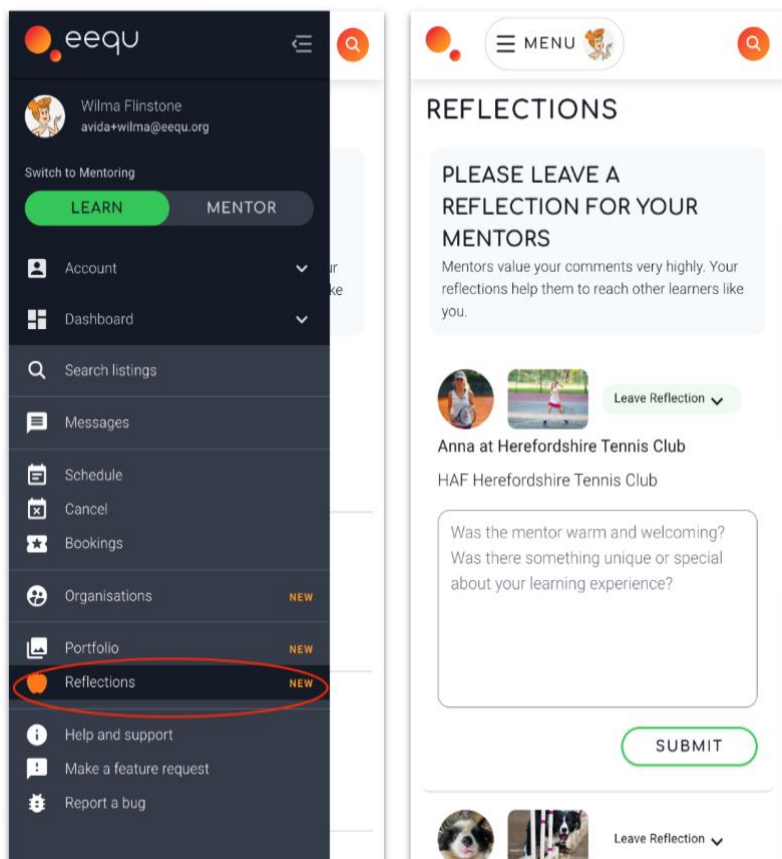 eequ
Wilma Flinstone
avida+wilma@eequ.org
Switch to Mentoring
LEARN MENTOR
Account
Dashboard
Search listings
Messages
Schedule
Cancel
Bookings
Organisations NEW
Portfolio NEW
Reflections NEW
Help and support
Make a feature request
Report a bug
ur
ke
MENU
REFLECTIONS
PLEASE LEAVE A
REFLECTION FOR YOUR
MENTORS
Mentors value your comments very highly. Your
reflections help them to reach other learners like
you.
Leave Reflection
Anna at Herefordshire Tennis Club
HAF Herefordshire Tennis Club
Was the mentor warm and welcoming?
Was there something unique or special
about your learning experience?
SUBMIT
Leave Reflection